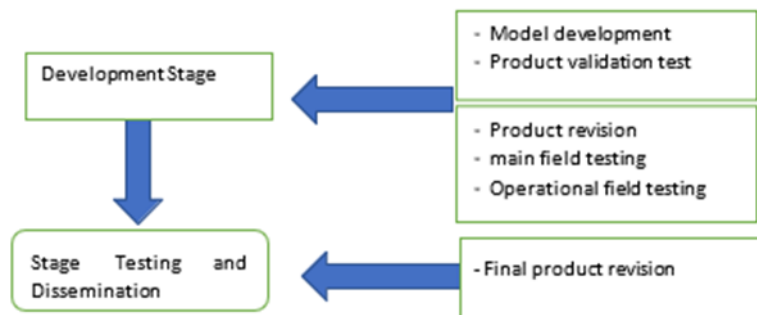 Development Stage
- Model development
- Product validation test
- Product revision
- main field testing
- Operational field testing
Stage Testing and
Dissemination
- Final product revision